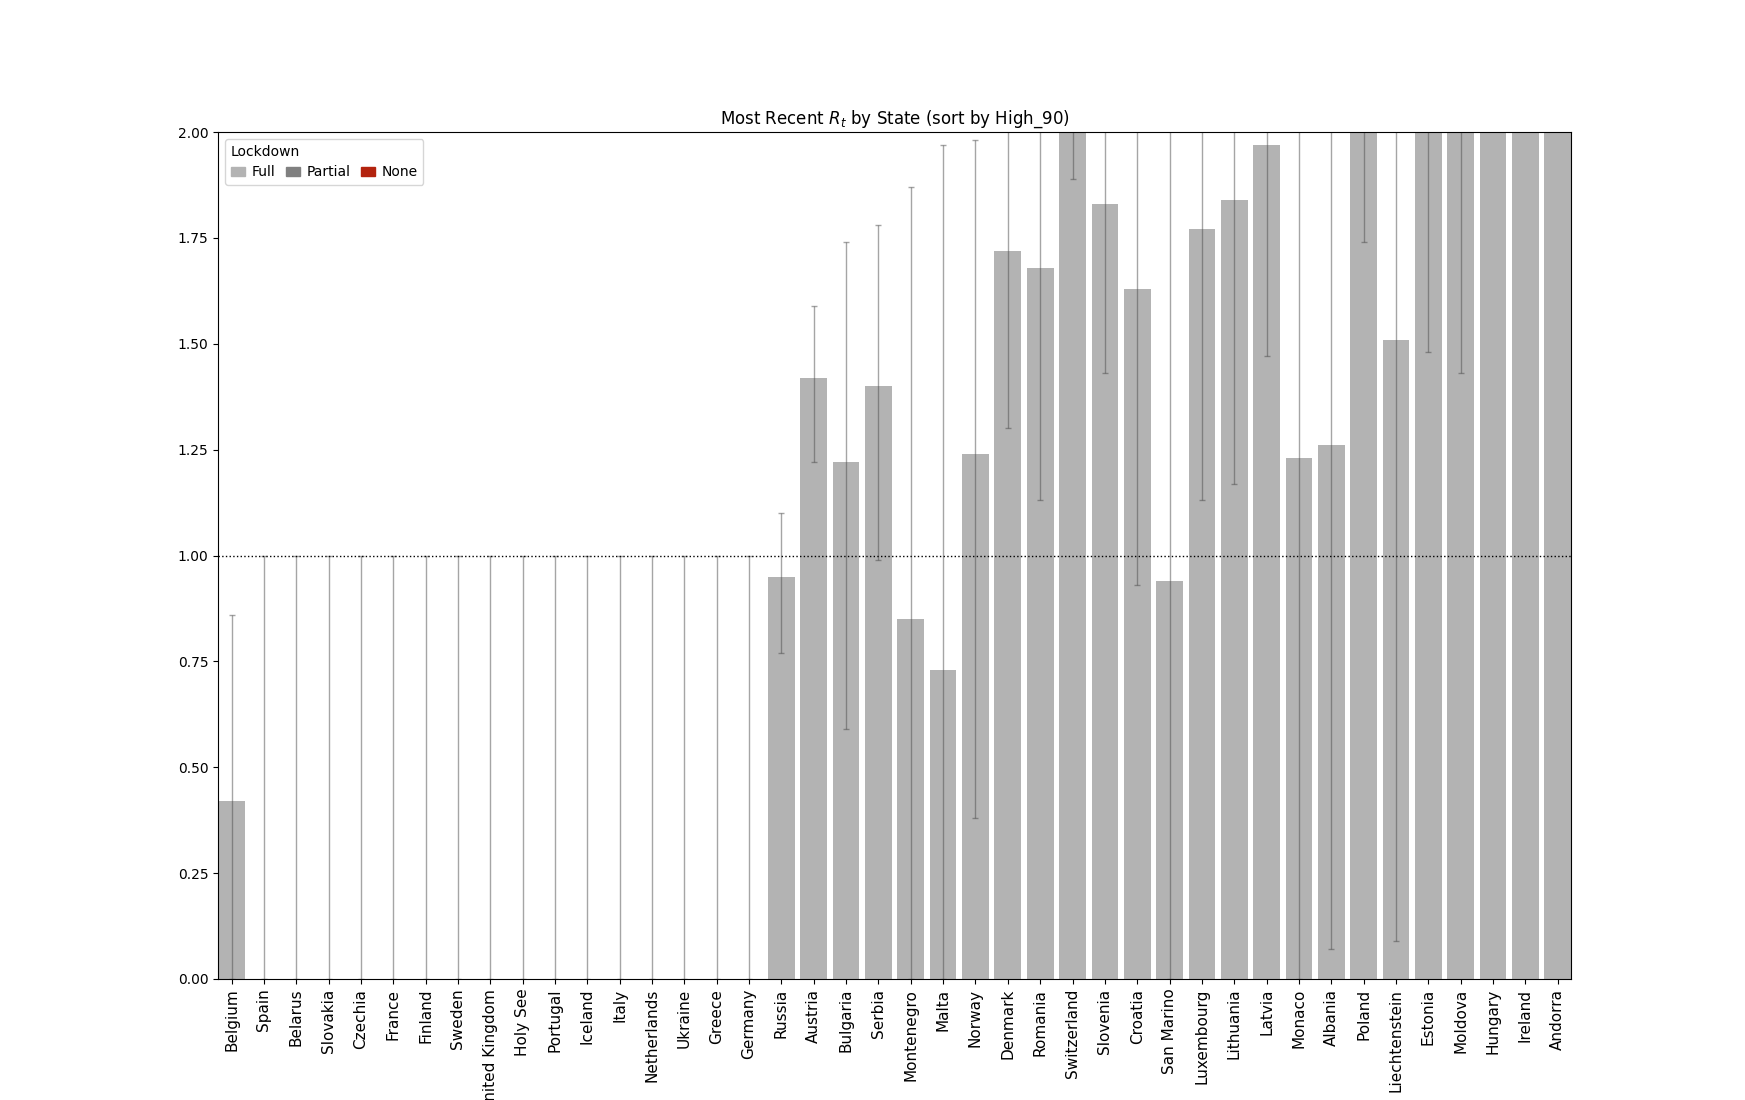 Most Recent Rt by State (sort by High_90)
Lockdown
Full Partial None
2.00
1.75
1.50
1.25
1.00
0.75
0.50
0.25
0.00
Belgium
Spain
Belarus
Slovakia
Czechia
France
Finland
Sweden
nited Kingdom
Holy See
Portugal
Iceland
Italy
Netherlands
Ukraine
Greece
Germany
Russia
Austria
Bulgaria
Serbia
Montenegro
Malta
Norway
Denmark
Romania
Switzerland
Slovenia
Croatia
San Marino
Luxembourg
Lithuania
Latvia
Monaco
Albania
Poland
Liechtenstein
Estonia
Moldova
Hungary
Ireland
Andorra